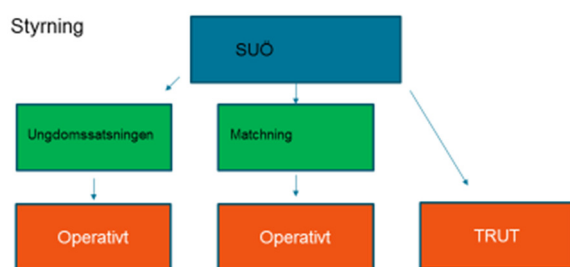 Styrning
SUÖ
Ungdomssatsningen
Matchning
Operativt
Operativt
TRUT